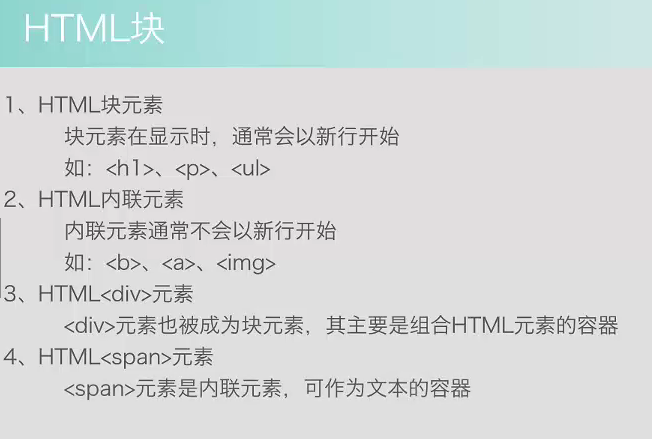 HTML块
1、HTML块元素
块元素在显示时，通常会以新行开始
如：<h1>、<p>、<ul>
2、HTML内联元素
内联元素通常不会以新行开始
如：<b>、<a>、<img>
3、HTML<div>元素
<div>元素也被成为块元素，其主要是组合HTML元素的容器
4、HTML<span>元素
<span>元素是内联元素，可作为文本的容器